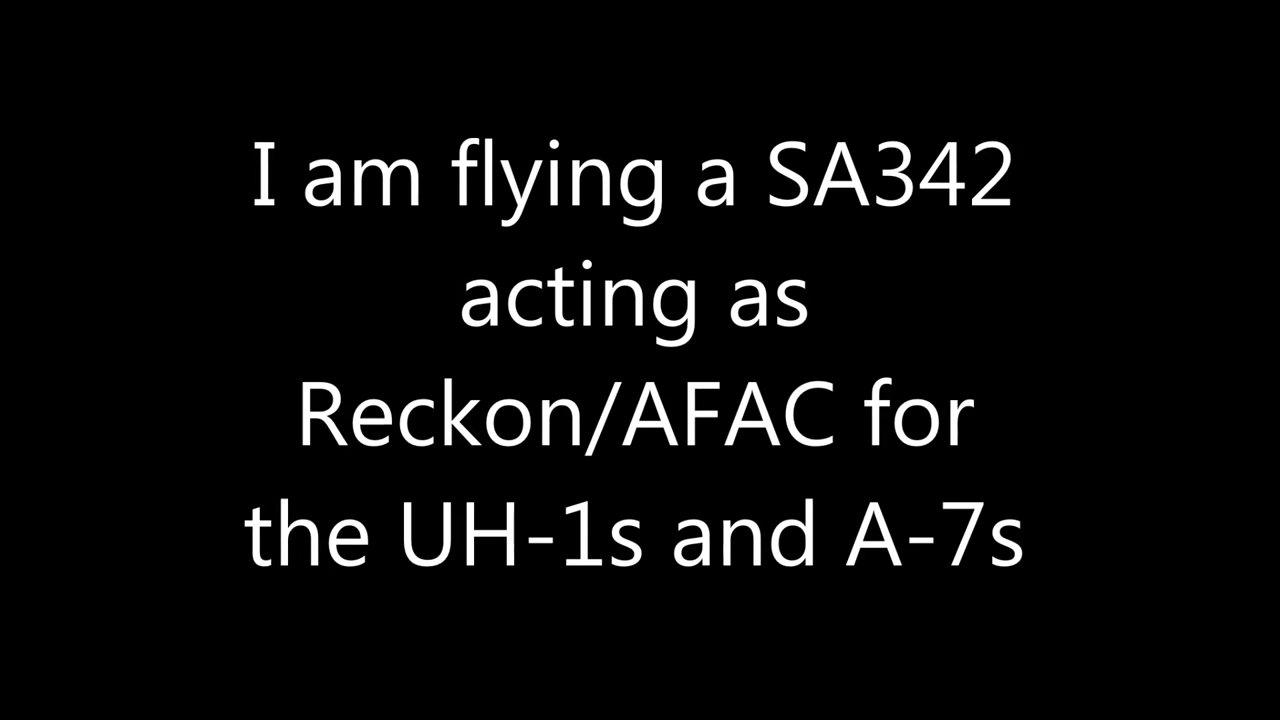 I am flying a SA342
acting as
Reckon/AFAC for
the UH-1s and A-7s